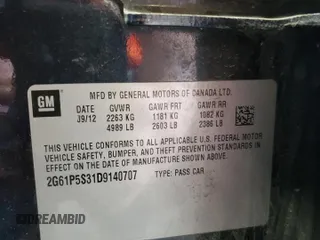 MFD BY GENERAL MOTORS OF CANADA LTD.
GM
DATE GVWR GAWR FRT GAWR RR
J9/12 2263 KG 1181 KG 1082 KG
4989 LB 2603 LB 2386 LB
THIS VEHICLE CONFORMS TO ALL APPLICABLE U.S. FEDERAL MOTOR
VEHICLE SAFETY, BUMPER, AND THEFT PREVENTION STANDARDS IN
EFFECT ON THE DATE OF MANUFACTURE SHOWN ABOVE.
2G61P5S31D9140707 TYPE: PASS CAR